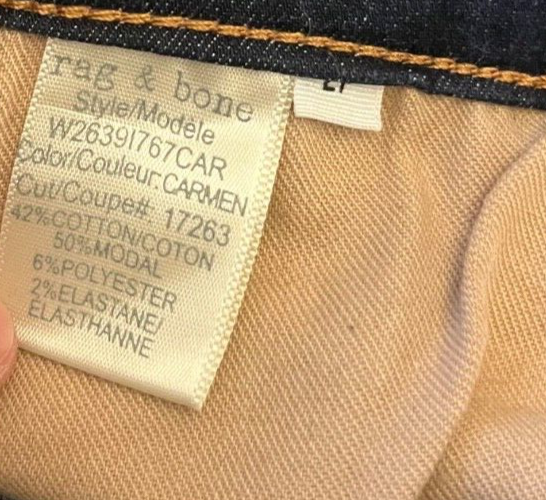 rag & bone
Style/Modele
W2639I767CAR
Color/Couleur:CARMEN
Cut/Coupe#: 17263
42%COTTON/COTON
50%MODAL
6%POLYESTER
2%ELASTANE/
ÉLASTHANNE